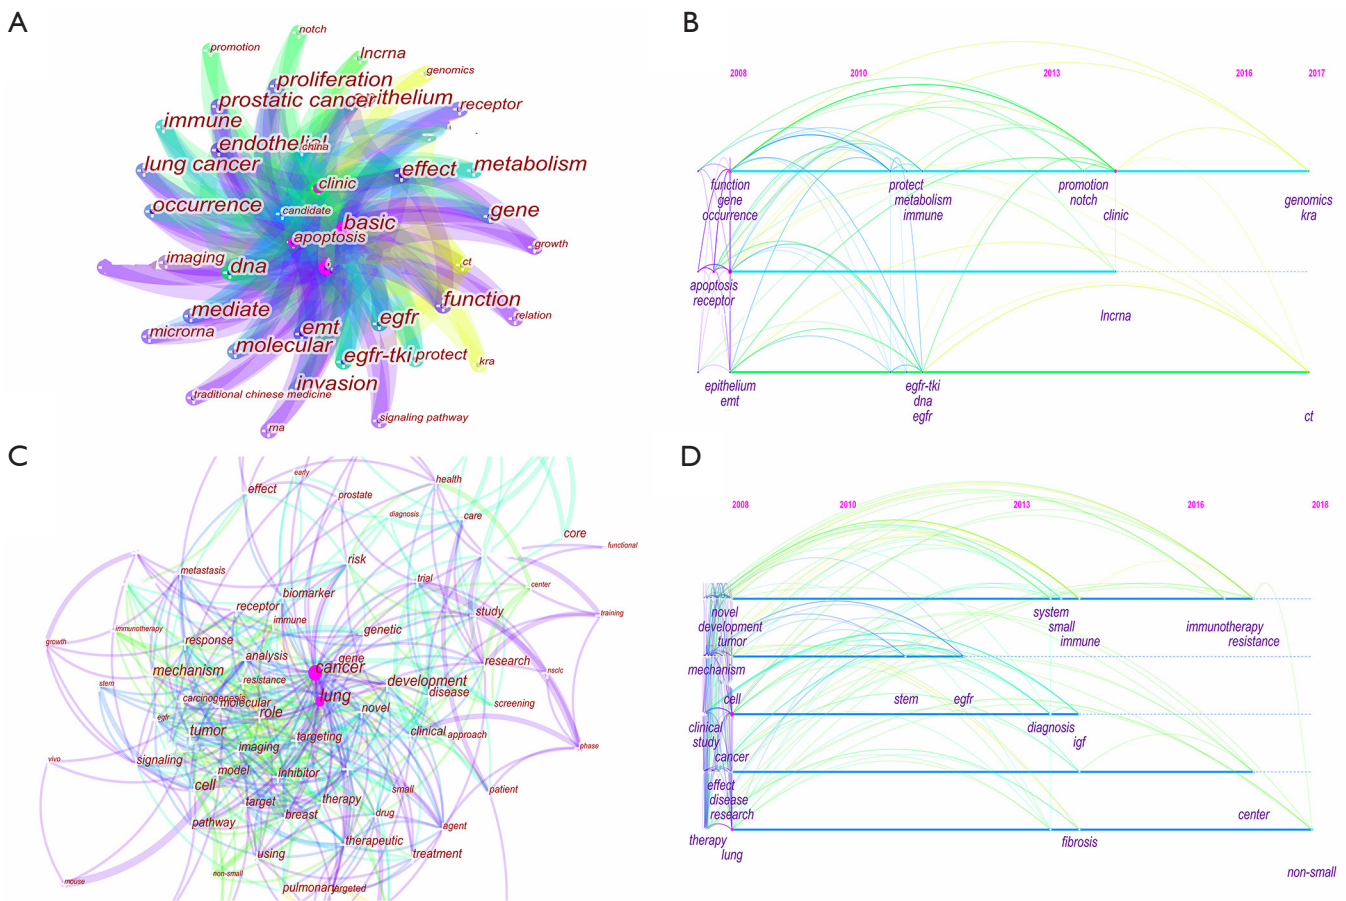 A
notch
promotion
lncrna
genomics
proliferation
prostatic cancer
epithelium
receptor
immune
endothelial
china
lung cancer
effect
metabolism
clinic
occurrence
candidate
basic
gene
apoptosis
growth
imaging
dna
ct
mediate
function
relation
microrna
emt
egfr
molecular
egfr-tki
protect
kra
invasion
traditional chinese medicine
signaling pathway
rna
B
2008
2010
2013
2016
2017
function
protect
promotion
genomics
gene
metabolism
notch
kra
occurrence
immune
clinic
apoptosis
receptor
lncrna
epithelium
egfr-tki
emt
dna
egfr
ct
C
early
health
effect
prostate
diagnosis
care
core
functional
risk
metastasis
trial
center
biomarker
receptor
study
training
immune
immunotherapy
genetic
growth
response
analysis
gene
cancer
research
mechanism
nsclc
resistance
development
stem
carcinogenesis
lung
disease
molecular
screening
egfr
role
novel
tumor
clinical
approach
targeting
imaging
phase
signaling
vivo
model
inhibitor
cell
small
patient
target
therapy
breast
drug
pathway
agent
therapeutic
using
treatment
non-small
mouse
pulmonary
targeted
D
2008
2010
2013
2016
2018
novel
system
development
small
immunotherapy
tumor
immune
resistance
mechanism
cell
stem
egfr
clinical
diagnosis
study
igf
cancer
effect
disease
research
center
therapy
fibrosis
lung
non-small